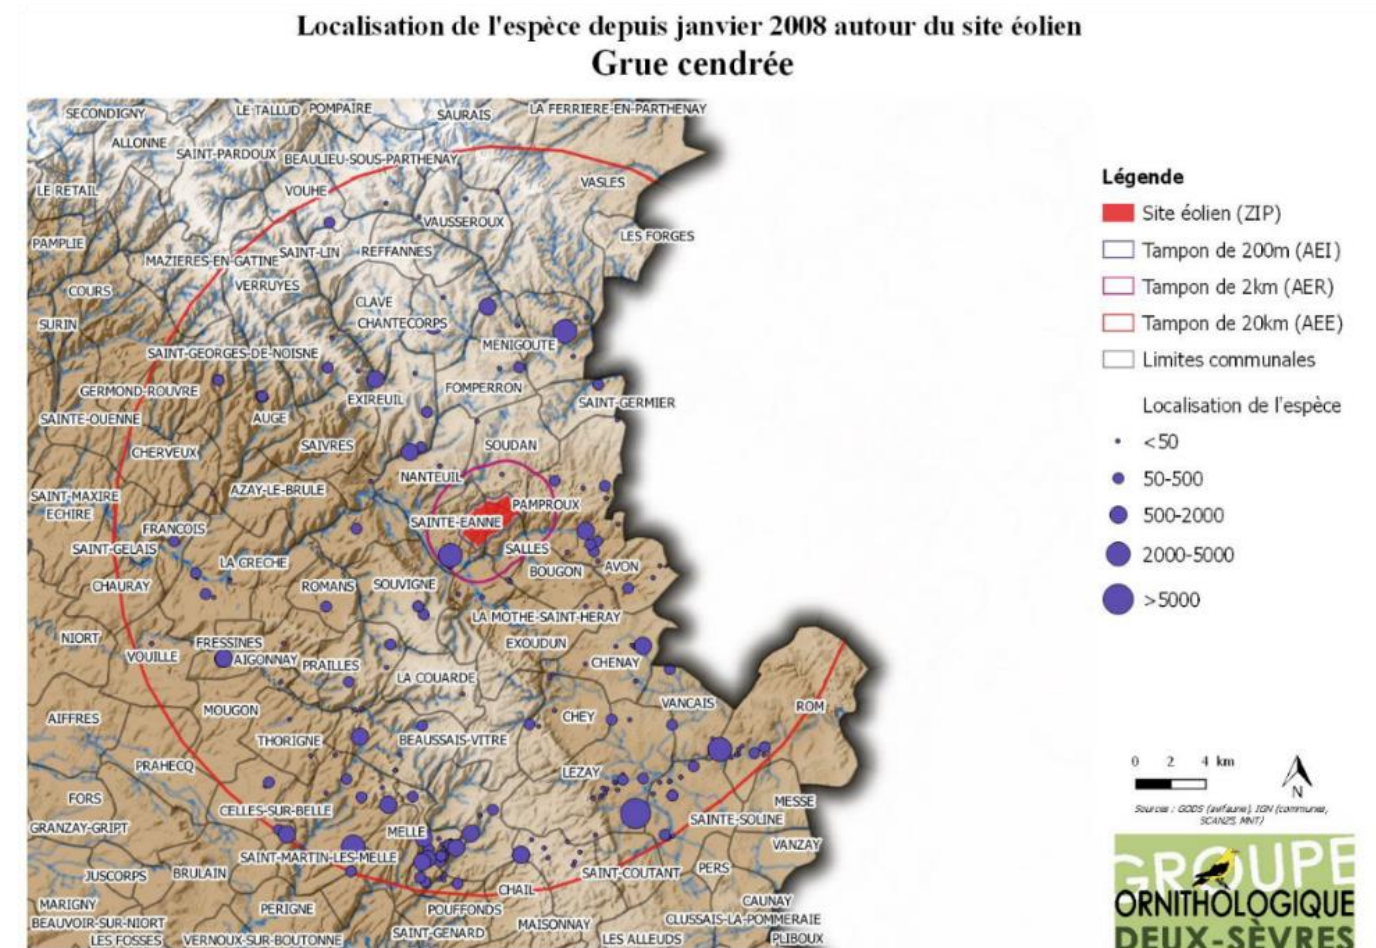 Localisation de l'espèce depuis janvier 2008 autour du site éolien
Grue cendrée
SECONDIGNY
LE TALLUD
POMPAIRE
SAURAIS
LA FERRIERE-EN-PARTHENAY
ALLONNE
SAINT-PARDOUX
BEAULIEU-SOUS-PARTHENAY
LE RETAIL
VOUHE
VASLES
VAUSSEROUX
PAMPLIE
LES FORGES
MAZIERES-EN-GATINE
SAINT-LIN
REFFANNES
COURS
VERRUYES
CLAVE
SURIN
CHANTECORPS
MENIGOUTE
SAINT-GEORGES-DE-NOISNE
GERMOND-ROUVRE
EXIREUIL
FOMPERRON
SAINT-GERMIER
SAINTE-OUENNE
AUGE
CHERVEUX
SAIVRES
SOUDAN
NANTEUIL
SAINT-MAXIRE
AZAY-LE-BRULE
PAMPROUX
ECHIRE
FRANCOIS
SAINTE-EANNE
SAINT-GELAIS
LA CRECHE
SALLES
CHAURAY
ROMANS
SOUVIGNE
BOUGON
AVON
LA MOTHE-SAINT-HERAY
NIORT
FRESSINES
EXOUDUN
VOUILLE
AIGONNAY
PRAILLES
CHENAY
LA COUARDE
AIFFRES
MOUGON
CHEY
VANCAIS
ROM
THORIGNE
BEAUSSAIS-VITRE
PRAHECQ
LEZAY
FORS
CELLES-SUR-BELLE
MESSE
GRANZAY-GRIPT
MELLE
SAINTE-SOLINE
SAINT-MARTIN-LES-MELLE
VANZAY
JUSCORPS
BRULAIN
SAINT-COUTANT
PERS
CHAIL
MARIGNY
PERIGNE
POUFFONDS
CAUNAY
BEAUVOIR-SUR-NIORT
MAISONNAY
CLUSSAIS-LA-POMMERAIE
LES FOSSES
VERNOUX-SUR-BOUTONNE
SAINT-GENARD
LES ALLEUDS
PLIBOUX
Légende
Site éolien (ZIP)
Tampon de 200m (AEI)
Tampon de 2km (AER)
Tampon de 20km (AEE)
Limites communales
Localisation de l'espèce
<50
50-500
500-2000
2000-5000
>5000
0 2 4 km
N
Sources : GODS (avifaune), IGN (communes,
SCAN25, MNT)
GROUPE
ORNITHOLOGIQUE
DEUX-SÈVRES